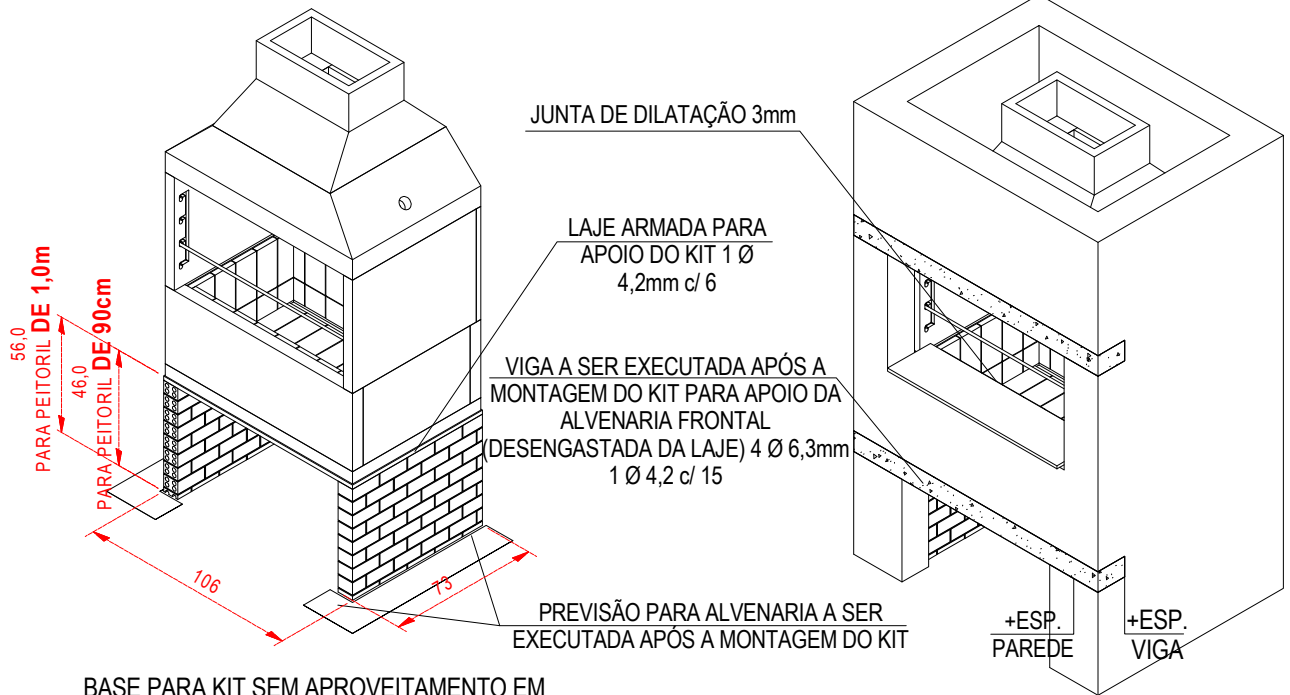 JUNTA DE DILATAÇÃO 3mm
LAJE ARMADA PARA
APOIO DO KIT 1 Ø
4,2mm c/ 6
56,0
PARA PEITORIL DE 1,0m
46,0
PARA PEITORIL DE 90cm
VIGA A SER EXECUTADA APÓS A
MONTAGEM DO KIT PARA APOIO DA
ALVENARIA FRONTAL
(DESENGASTADA DA LAJE) 4 Ø 6,3mm
1 Ø 4,2 c/ 15
106
73
PREVISÃO PARA ALVENARIA A SER
EXECUTADA APÓS A MONTAGEM DO KIT
+ESP.
PAREDE
+ESP.
VIGA
BASE PARA KIT SEM APROVEITAMENTO EM